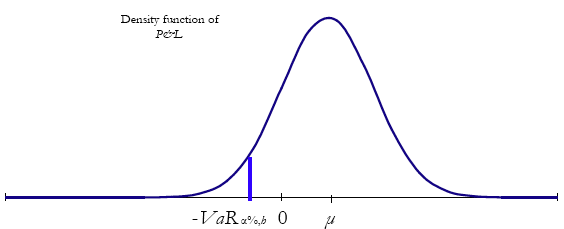 Density function of
P&L
-VaRα%,h 0 μ